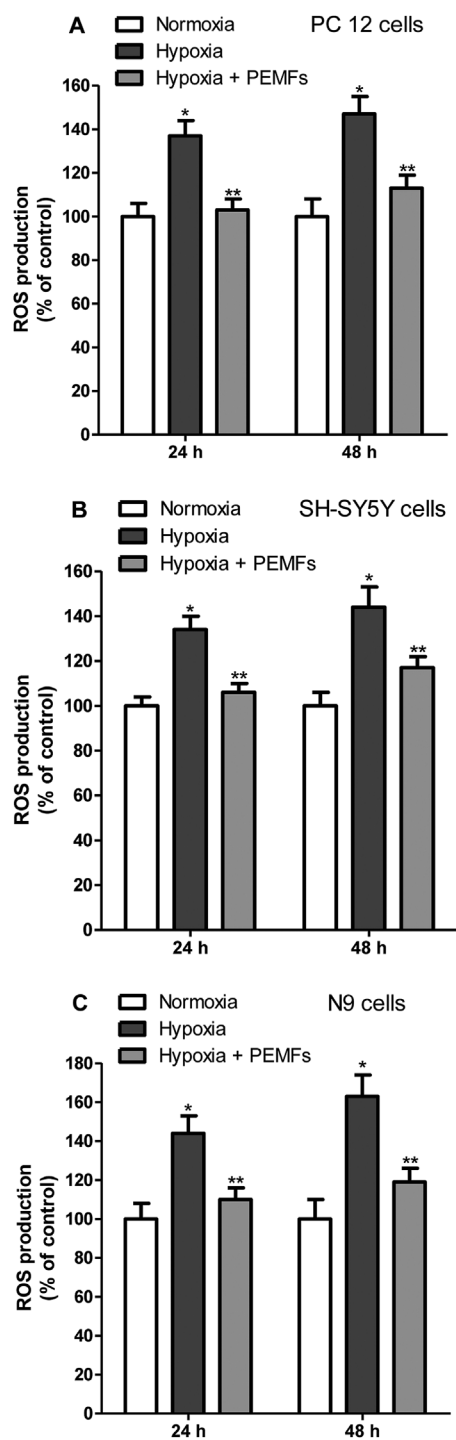 A
PC 12 cells
Normoxia
Hypoxia
Hypoxia + PEMFs
ROS production
(% of control)
160
140
120
100
80
60
40
20
0
*
**
*
**
24 h
48 h
B
SH-SY5Y cells
Normoxia
Hypoxia
Hypoxia + PEMFs
ROS production
(% of control)
160
140
120
100
80
60
40
20
0
*
**
*
**
24 h
48 h
C
N9 cells
Normoxia
Hypoxia
Hypoxia + PEMFs
ROS production
(% of control)
180
160
140
120
100
80
60
40
20
0
*
**
*
**
24 h
48 h